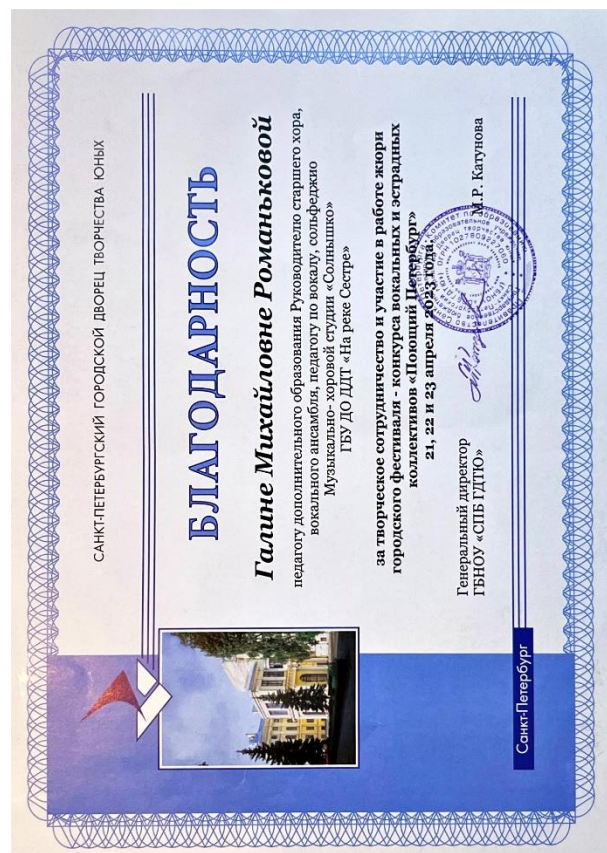 САНКТ-ПЕТЕРБУРГСКИЙ ГОРОДСКОЙ ДВОРЕЦ ТВОРЧЕСТВА ЮНЫХ
БЛАГОДАРНОСТЬ
Галине Михайловне Романьковой
педагогу дополнительного образования Руководителю старшего хора,
вокального ансамбля, педагогу по вокалу, сольфеджио
Музыкально- хоровой студии «Солнышко»
ГБУ ДО ДДТ «На реке Сестре»
за творческое сотрудничество и участие в работе жюри
городского фестиваля - конкурса вокальных и эстрадных
коллективов «Поющий Петербург»
21, 22 и 23 апреля 2023 года.
Генеральный директор
ГБНОУ «СПБ ГДТЮ»
М.Р. Катунова
Санкт-Петербург